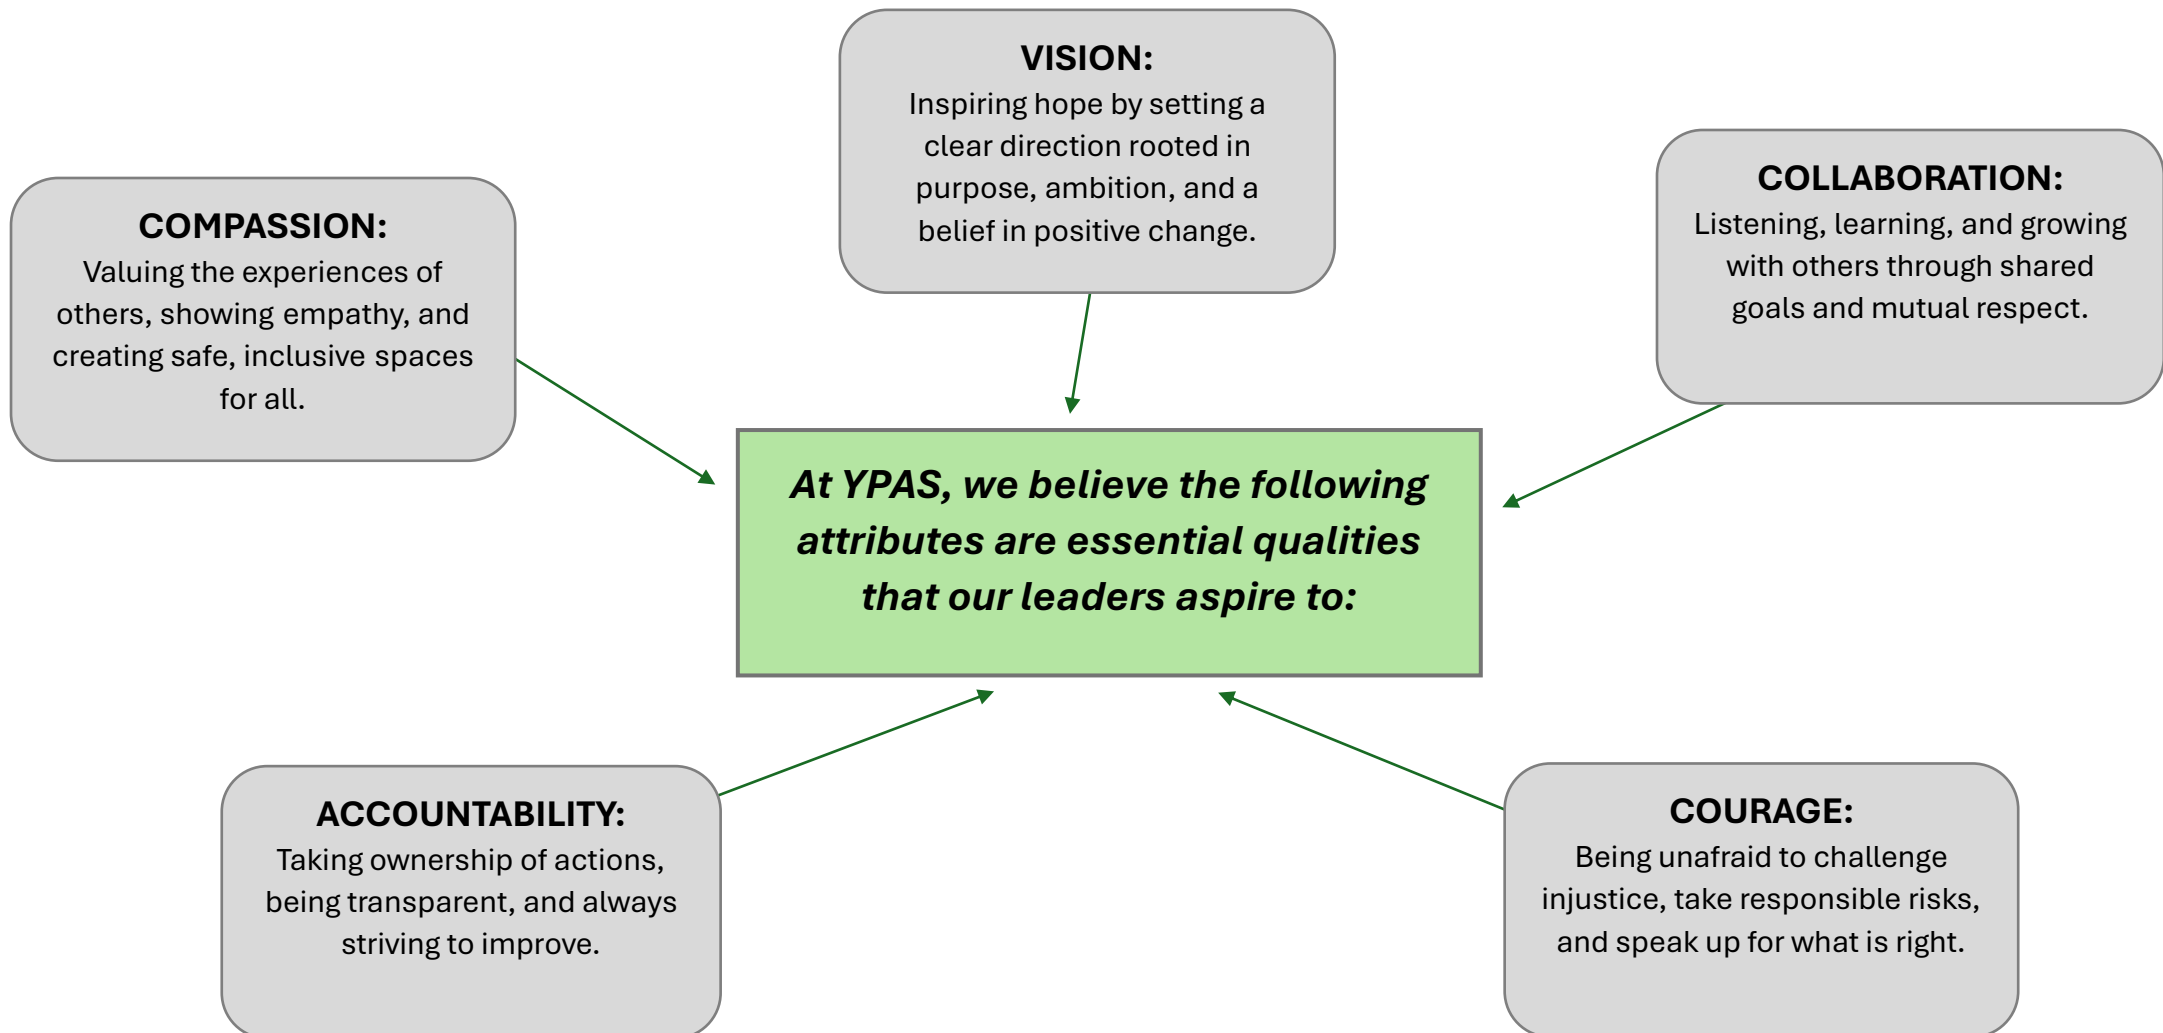 VISION:
Inspiring hope by setting a
clear direction rooted in
purpose, ambition, and a
belief in positive change.
COLLABORATION:
Listening, learning, and growing
with others through shared
goals and mutual respect.
COMPASSION:
Valuing the experiences of
others, showing empathy, and
creating safe, inclusive spaces
for all.
At YPAS, we believe the following
attributes are essential qualities
that our leaders aspire to:
ACCOUNTABILITY:
Taking ownership of actions,
being transparent, and always
striving to improve.
COURAGE:
Being unafraid to challenge
injustice, take responsible risks,
and speak up for what is right.